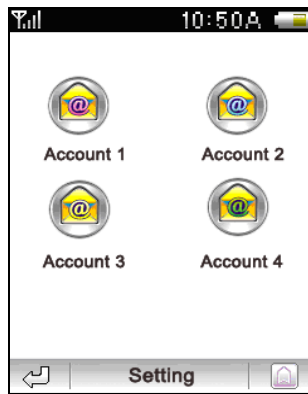 10:50A
Account 1 Account 2
@ @
Account 3 Account 4
@ @
Setting